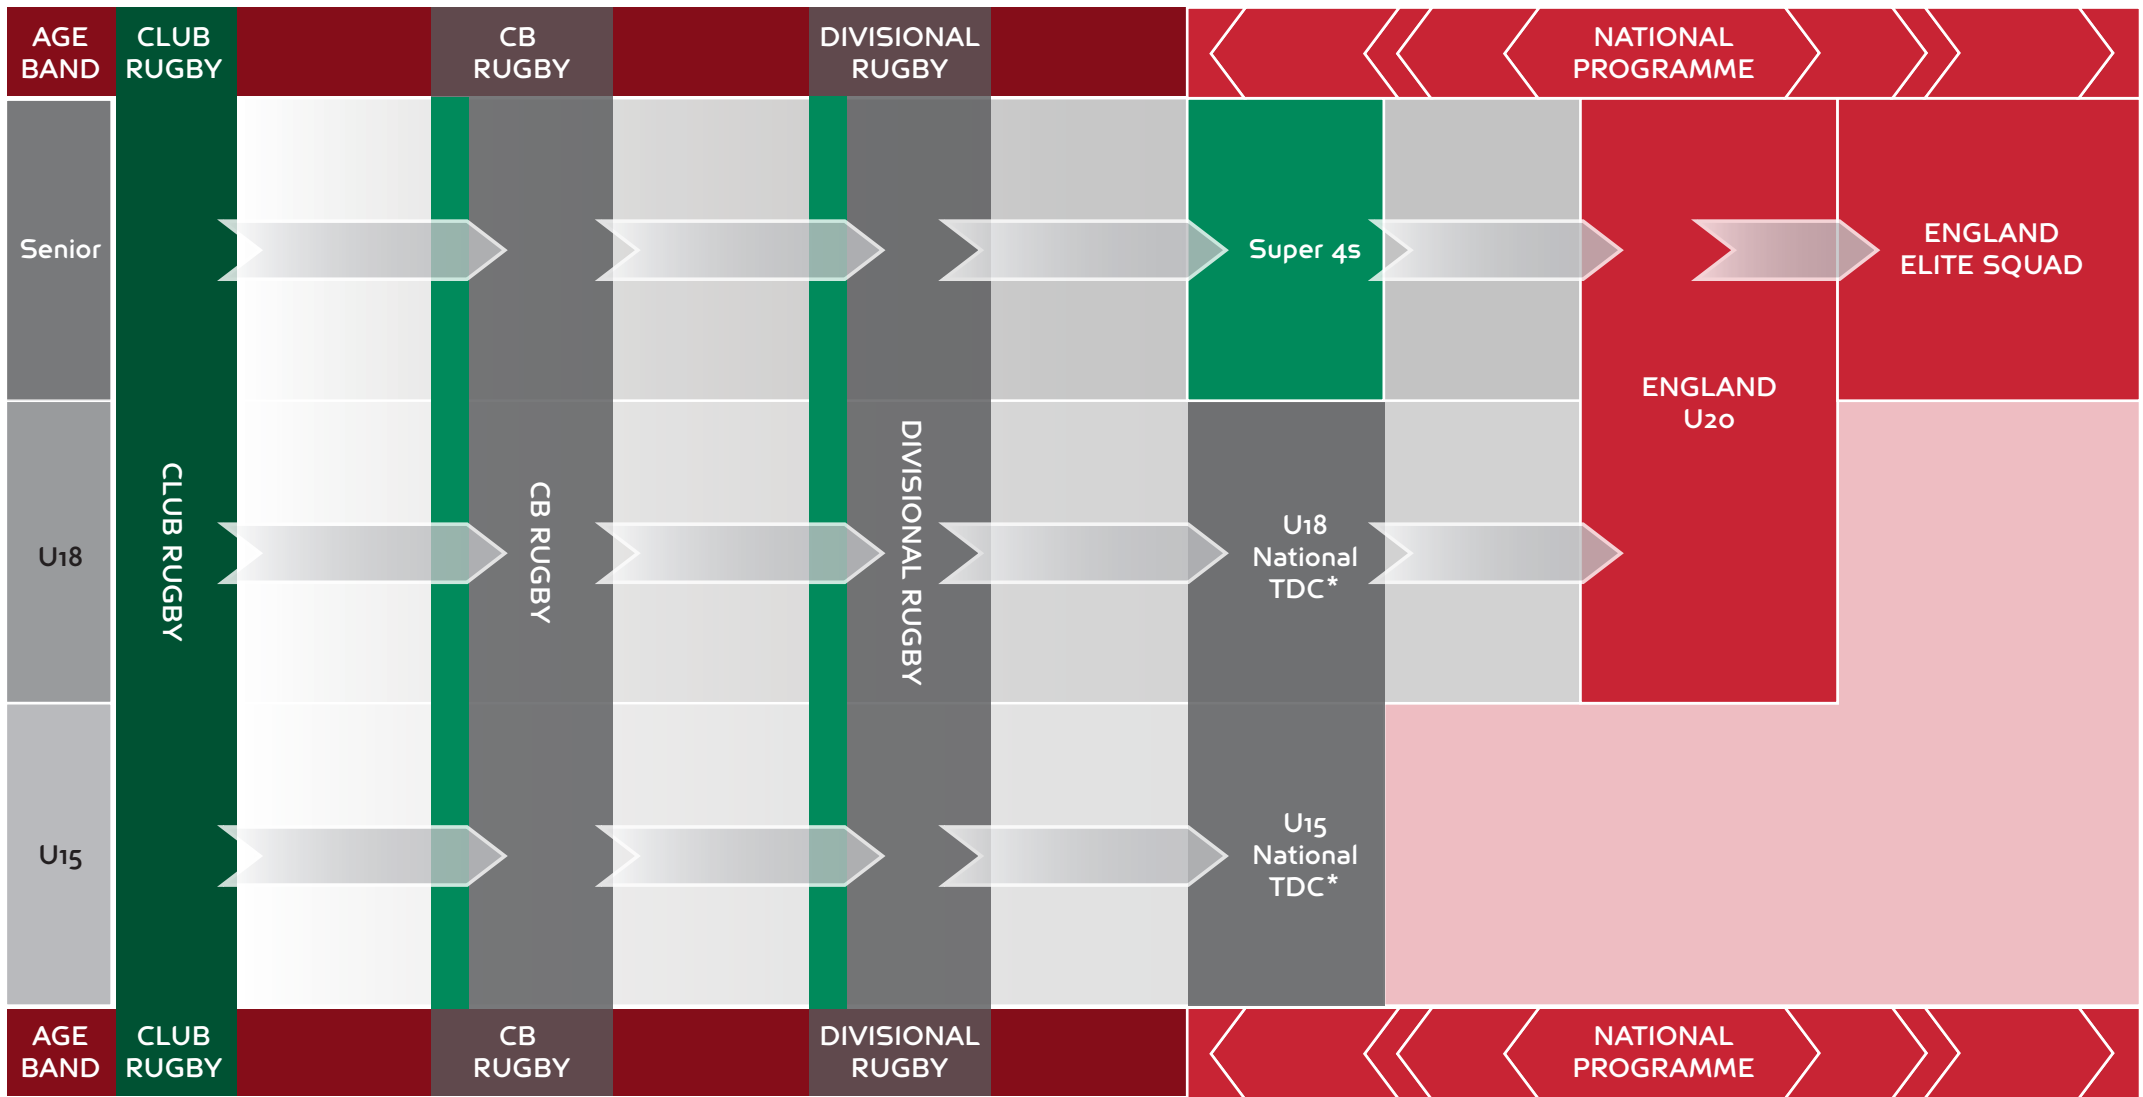 AGE
BAND
CLUB
RUGBY
CB
RUGBY
DIVISIONAL
RUGBY
NATIONAL
PROGRAMME
Senior
Super 4s
ENGLAND
ELITE SQUAD
ENGLAND
U20
CLUB RUGBY
CB RUGBY
DIVISIONAL RUGBY
U18
U18
National
TDC*
U15
U15
National
TDC*
AGE
BAND
CLUB
RUGBY
CB
RUGBY
DIVISIONAL
RUGBY
NATIONAL
PROGRAMME